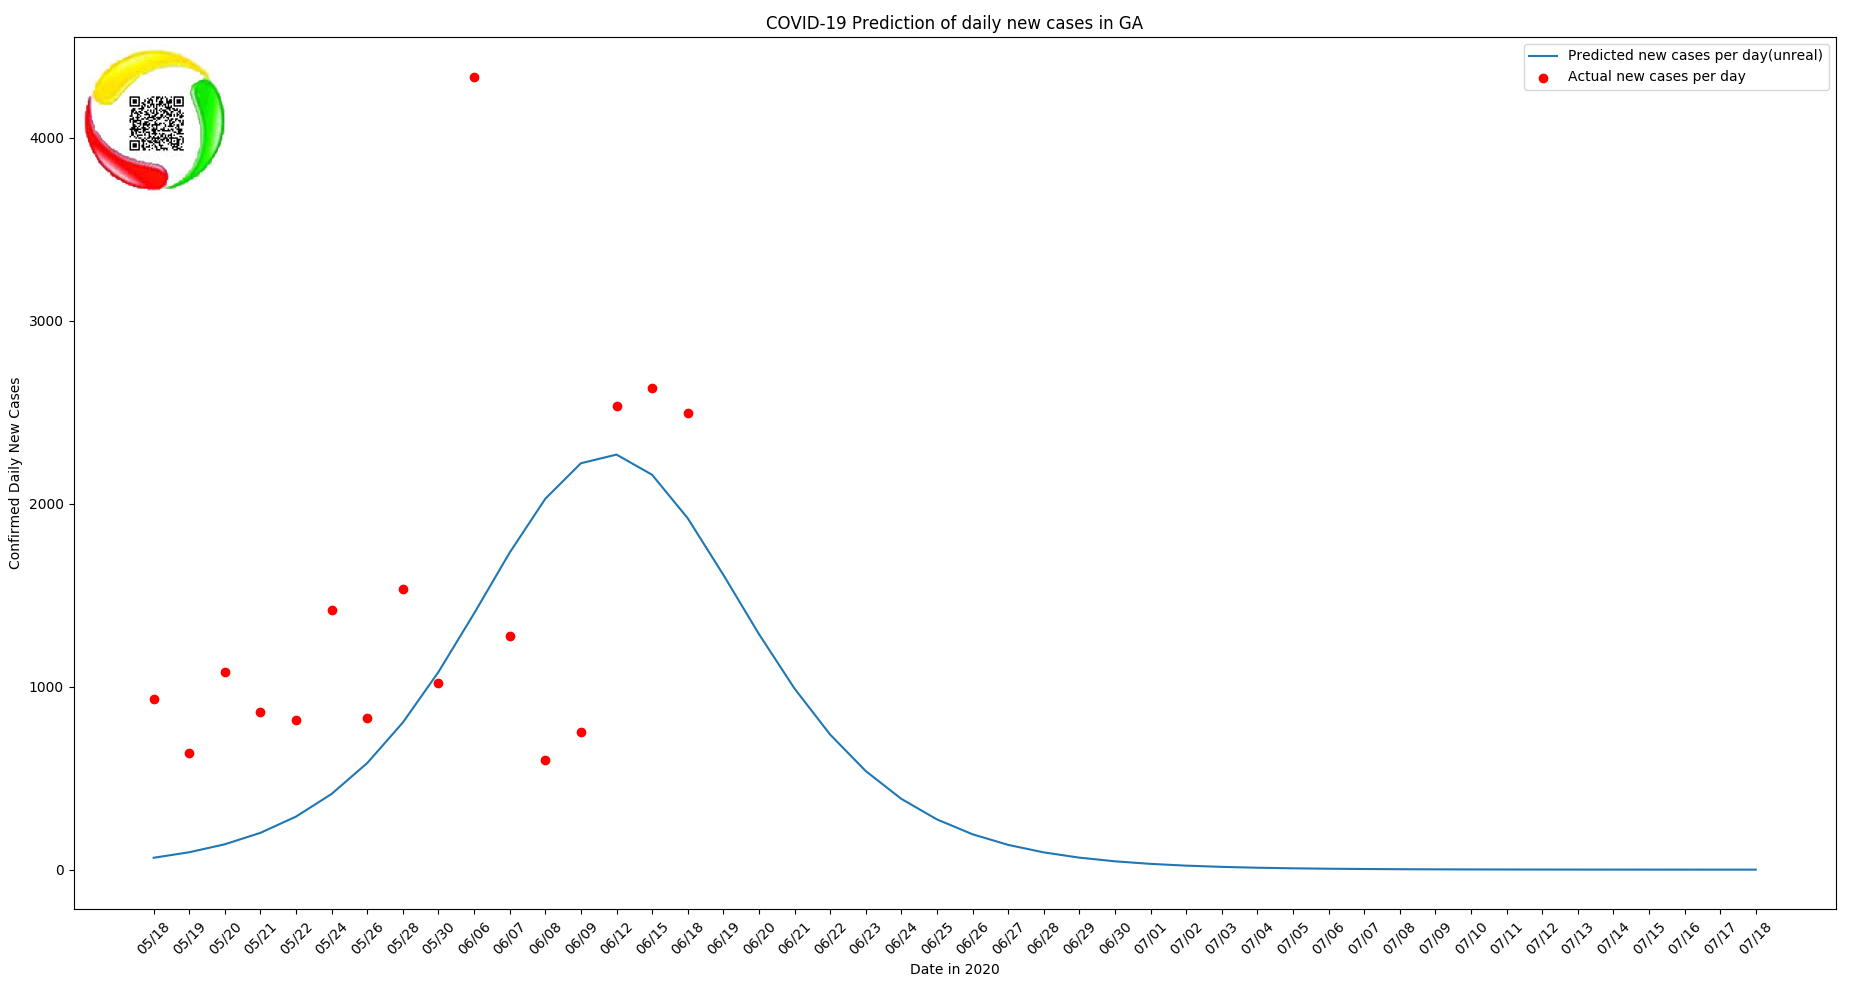 COVID-19 Prediction of daily new cases in GA
Predicted new cases per day(unreal)
Actual new cases per day
Confirmed Daily New Cases
4000
3000
2000
1000
0
05/18 05/19 05/20 05/21 05/22 05/24 05/26 05/28 05/30 06/06 06/07 06/08 06/09 06/12 06/15 06/18 06/19 06/20 06/21 06/22 06/23 06/24 06/25 06/26 06/27 06/28 06/29 06/30 07/01 07/02 07/03 07/04 07/05 07/06 07/07 07/08 07/09 07/10 07/11 07/12 07/13 07/14 07/15 07/16 07/17 07/18
Date in 2020